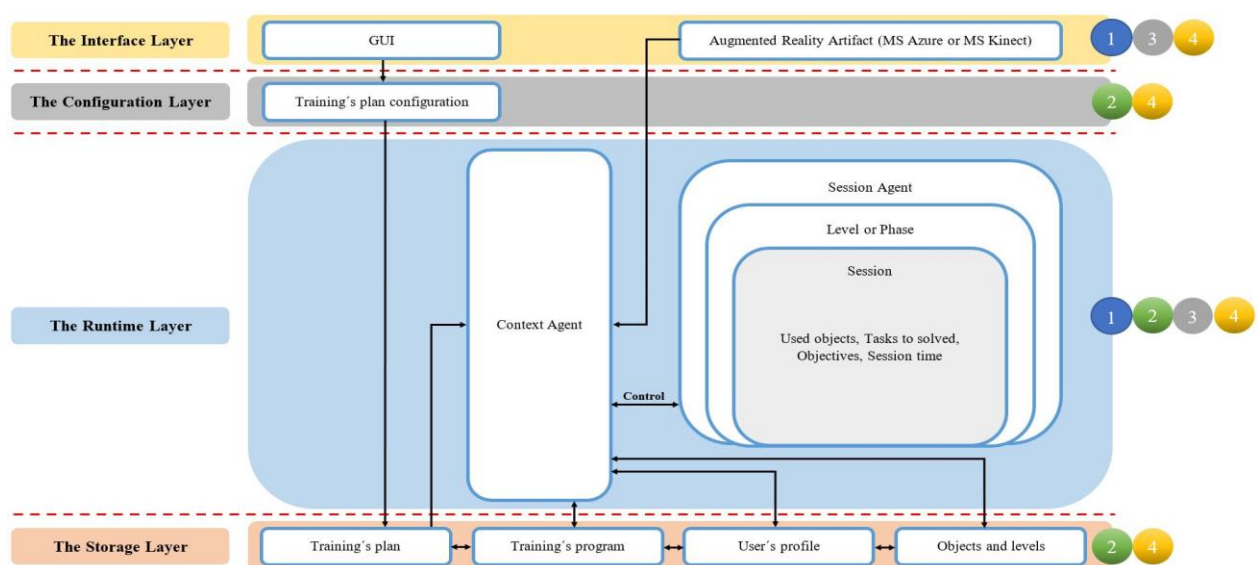 The Interface Layer
GUI
Augmented Reality Artifact (MS Azure or MS Kinect)
1 3 4
The Configuration Layer
Training´s plan configuration
2 4
The Runtime Layer
Context Agent
Control
Session Agent
Level or Phase
Session
Used objects, Tasks to solved,
Objectives, Session time
1 2 3 4
The Storage Layer
Training´s plan
Training´s program
User´s profile
Objects and levels
2 4